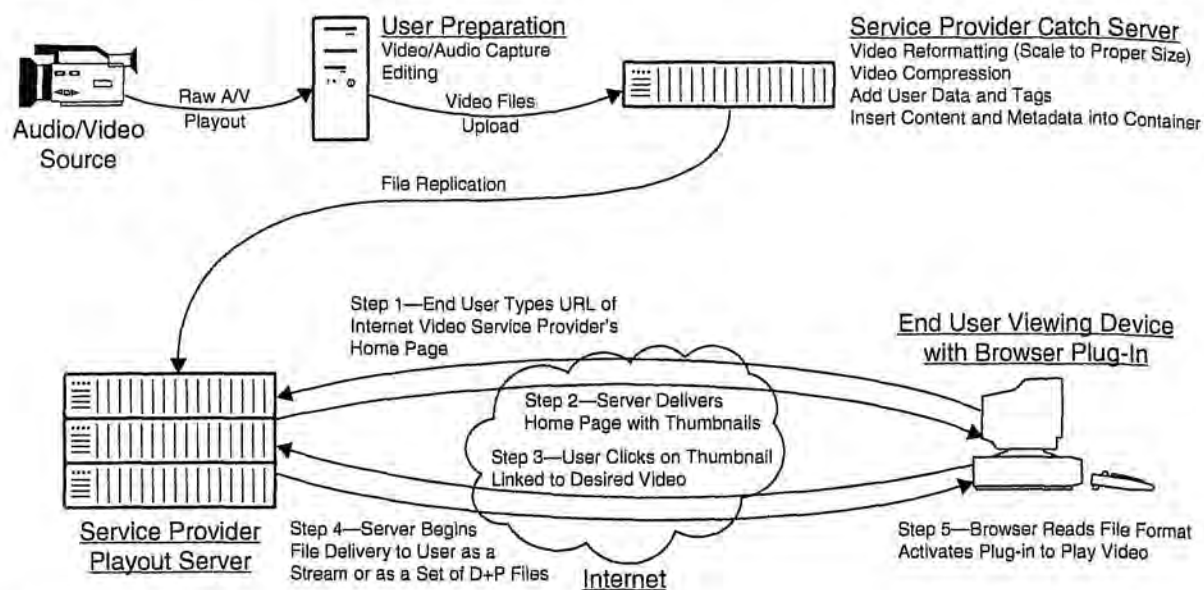 User Preparation
Video/Audio Capture
Editing
Service Provider Catch Server
Video Reformatting (Scale to Proper Size)
Video Compression
Add User Data and Tags
Insert Content and Metadata into Container
Audio/Video
Source
Raw A/V
Playout
Video Files
Upload
File Replication
Step 1—End User Types URL of
Internet Video Service Provider's
Home Page
End User Viewing Device
with Browser Plug-In
Step 2—Server Delivers
Home Page with Thumbnails
Step 3—User Clicks on Thumbnail
Linked to Desired Video
Service Provider
Playout Server
Step 4—Server Begins
File Delivery to User as a
Stream or as a Set of D+P Files
Internet
Step 5—Browser Reads File Format
Activates Plug-in to Play Video